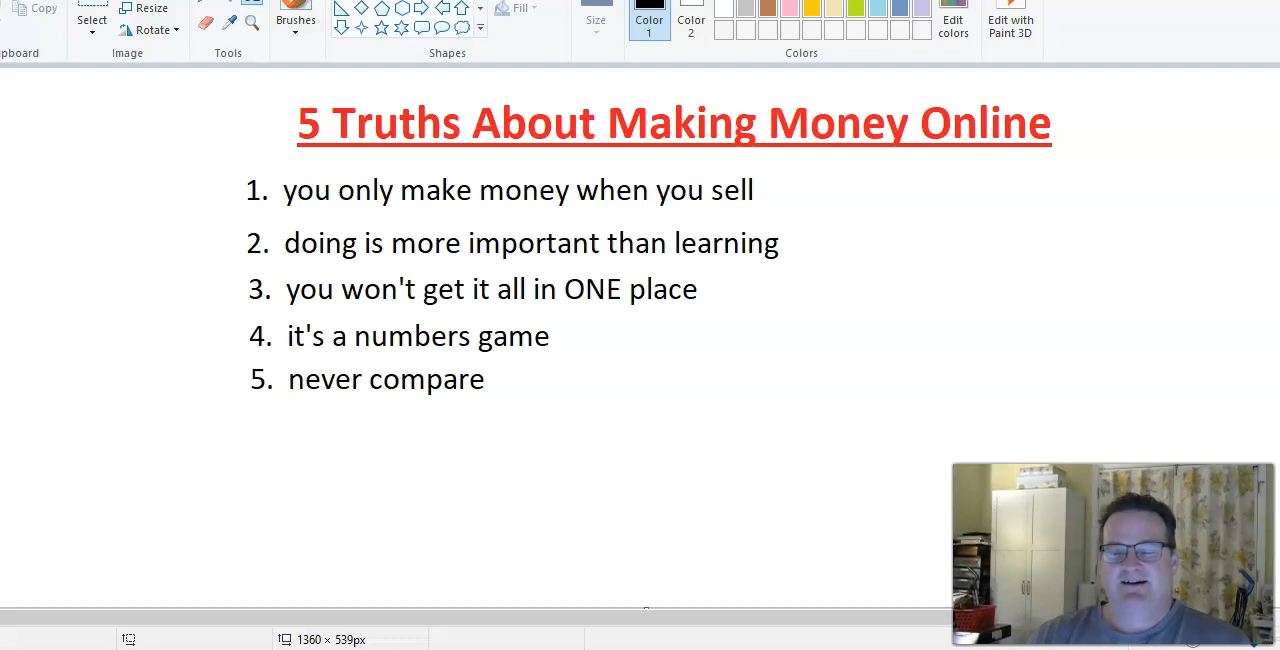 Copy
Resize
Rotate
Select
Brushes
Fill
Size
Color
1
Color
2
Edit
colors
Edit with
Paint 3D
pboard
Image
Tools
Shapes
Colors
5 Truths About Making Money Online
1. you only make money when you sell
2. doing is more important than learning
3. you won't get it all in ONE place
4. it's a numbers game
5. never compare
1360 × 539px